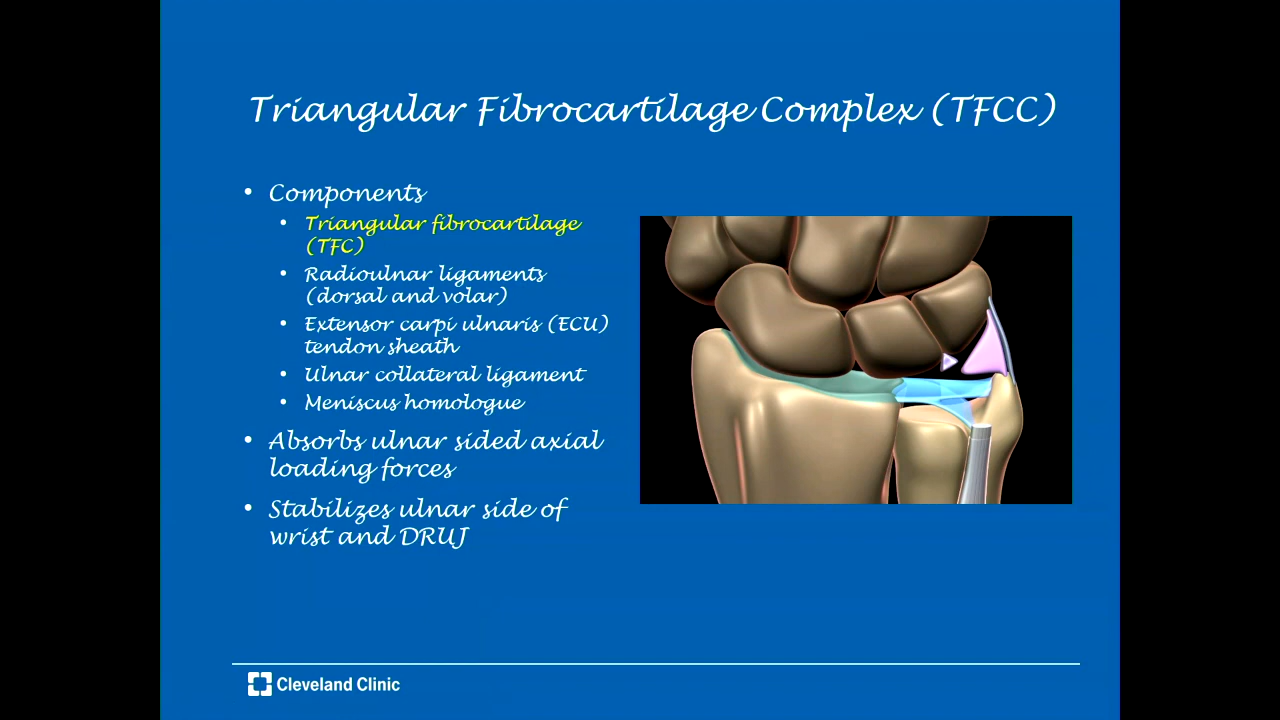 Triangular Fibrocartilage Complex (TFCC)
• Components
• Triangular fibrocartilage
(TFC)
• Radioulnar ligaments
(dorsal and volar)
• Extensor carpi ulnaris (ECU)
tendon sheath
• Ulnar collateral ligament
• Meniscus homologue
• Absorbs ulnar sided axial
loading forces
• Stabilizes ulnar side of
wrist and DRUJ
Cleveland Clinic